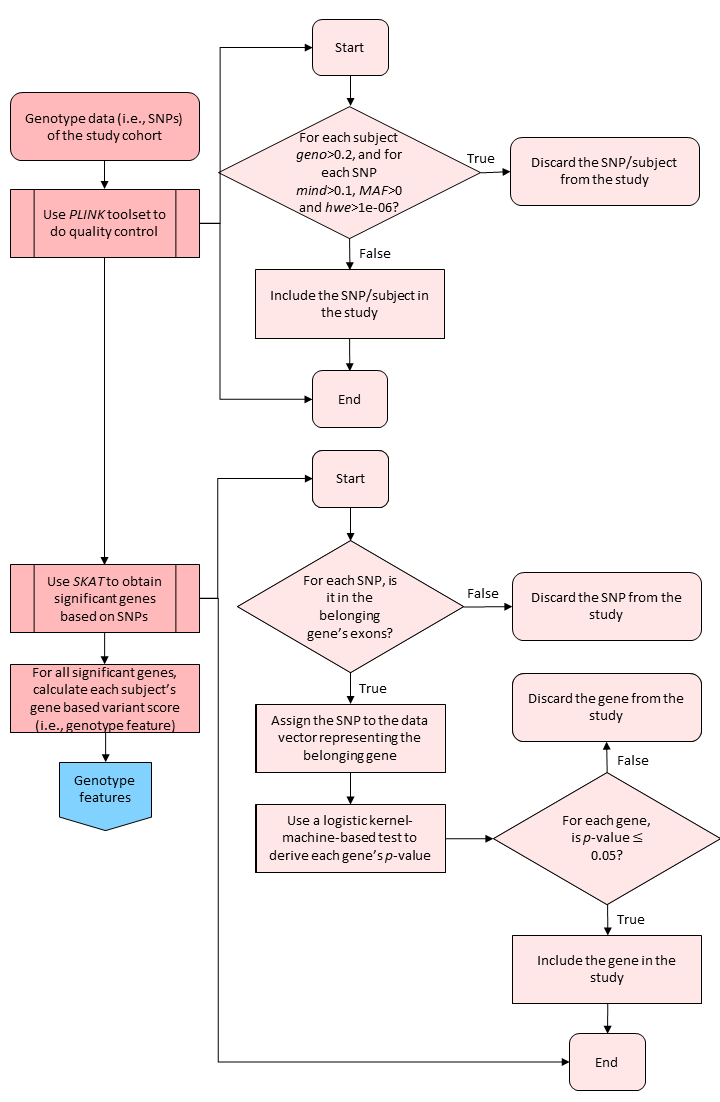 Start
Genotype data (i.e., SNPs)
of the study cohort
For each subject
geno>0.2, and for
each SNP
mind>0.1, MAF>0
and hwe>1e-06?
True
Discard the SNP/subject
from the study
Use PLINK toolset to
do quality control
False
Include the SNP/subject in
the study
End
Start
Use SKAT to obtain
significant genes
based on SNPs
For each SNP, is
it in the
belonging
gene's exons?
False
Discard the SNP from the
study
For all significant genes,
calculate each subject's
gene based variant score
(i.e., genotype feature)
True
Assign the SNP to the data
vector representing the
belonging gene
Discard the gene from the
study
Genotype
features
False
Use a logistic kernel-
machine-based test to
derive each gene's p-value
For each gene,
is p-value ≤
0.05?
True
Include the gene in the
study
End